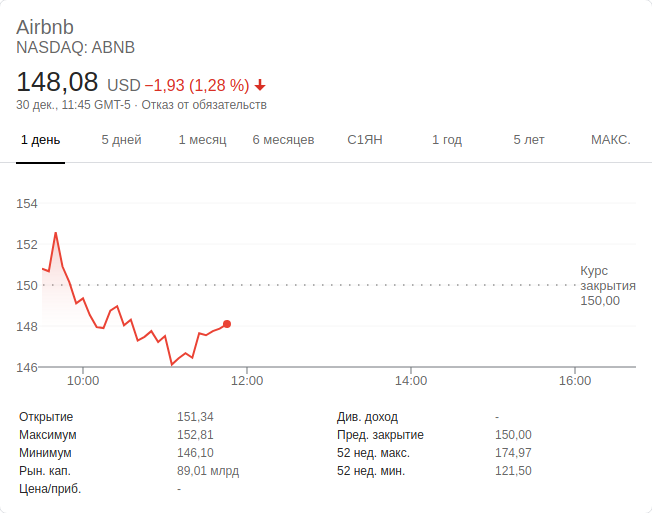 Airbnb
NASDAQ: ABNB
148,08 USD −1,93 (1,28 %)
30 дек., 11:45 GMT-5 · Отказ от обязательств
1 день 5 дней 1 месяц 6 месяцев С1ЯН 1 год 5 лет МАКС.
154
152
150
148
146
Курс
закрытия
150,00
10:00 12:00 14:00 16:00
Открытие 151,34 Див. доход -
Максимум 152,81 Пред. закрытие 150,00
Минимум 146,10 52 нед. макс. 174,97
Рын. кап. 89,01 млрд 52 нед. мин. 121,50
Цена/приб. -